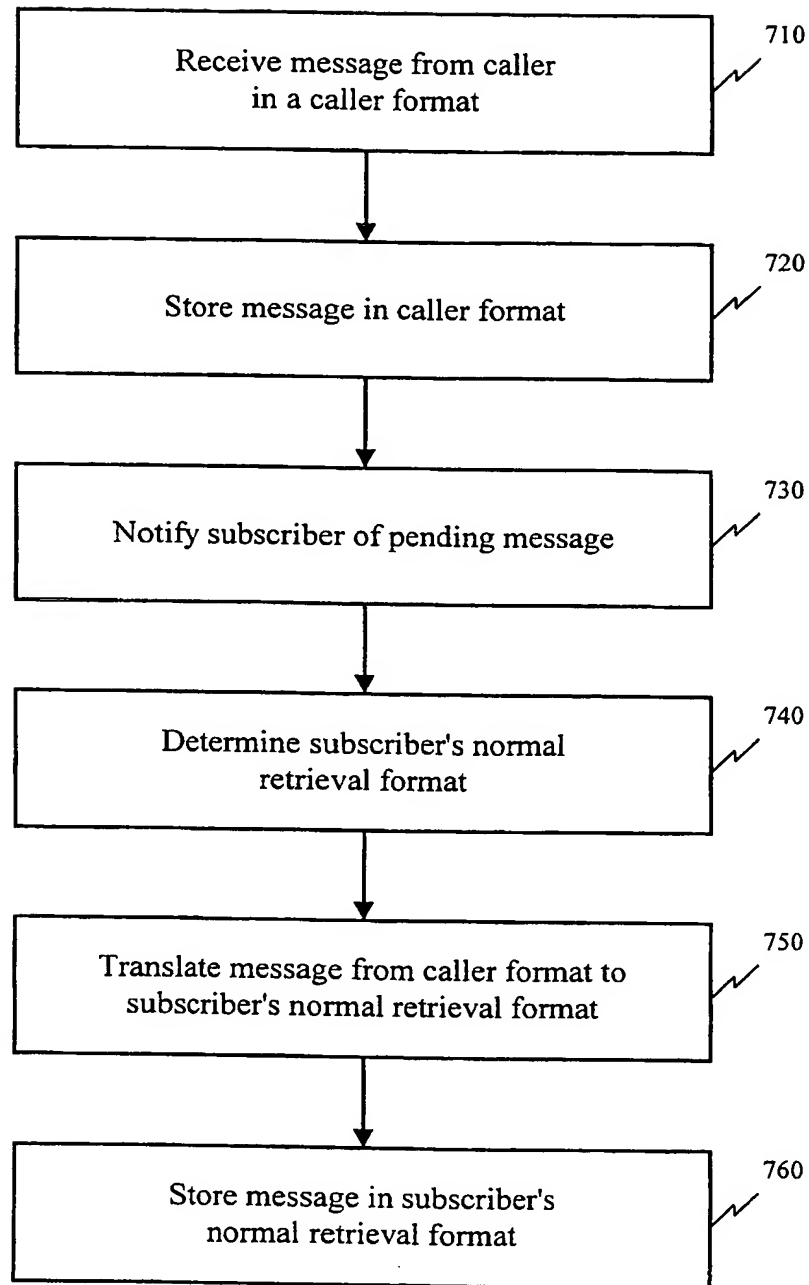 710
Receive message from caller
in a caller format
720
Store message in caller format
730
Notify subscriber of pending message
740
Determine subscriber's normal
retrieval format
750
Translate message from caller format to
subscriber's normal retrieval format
760
Store message in subscriber's
normal retrieval format